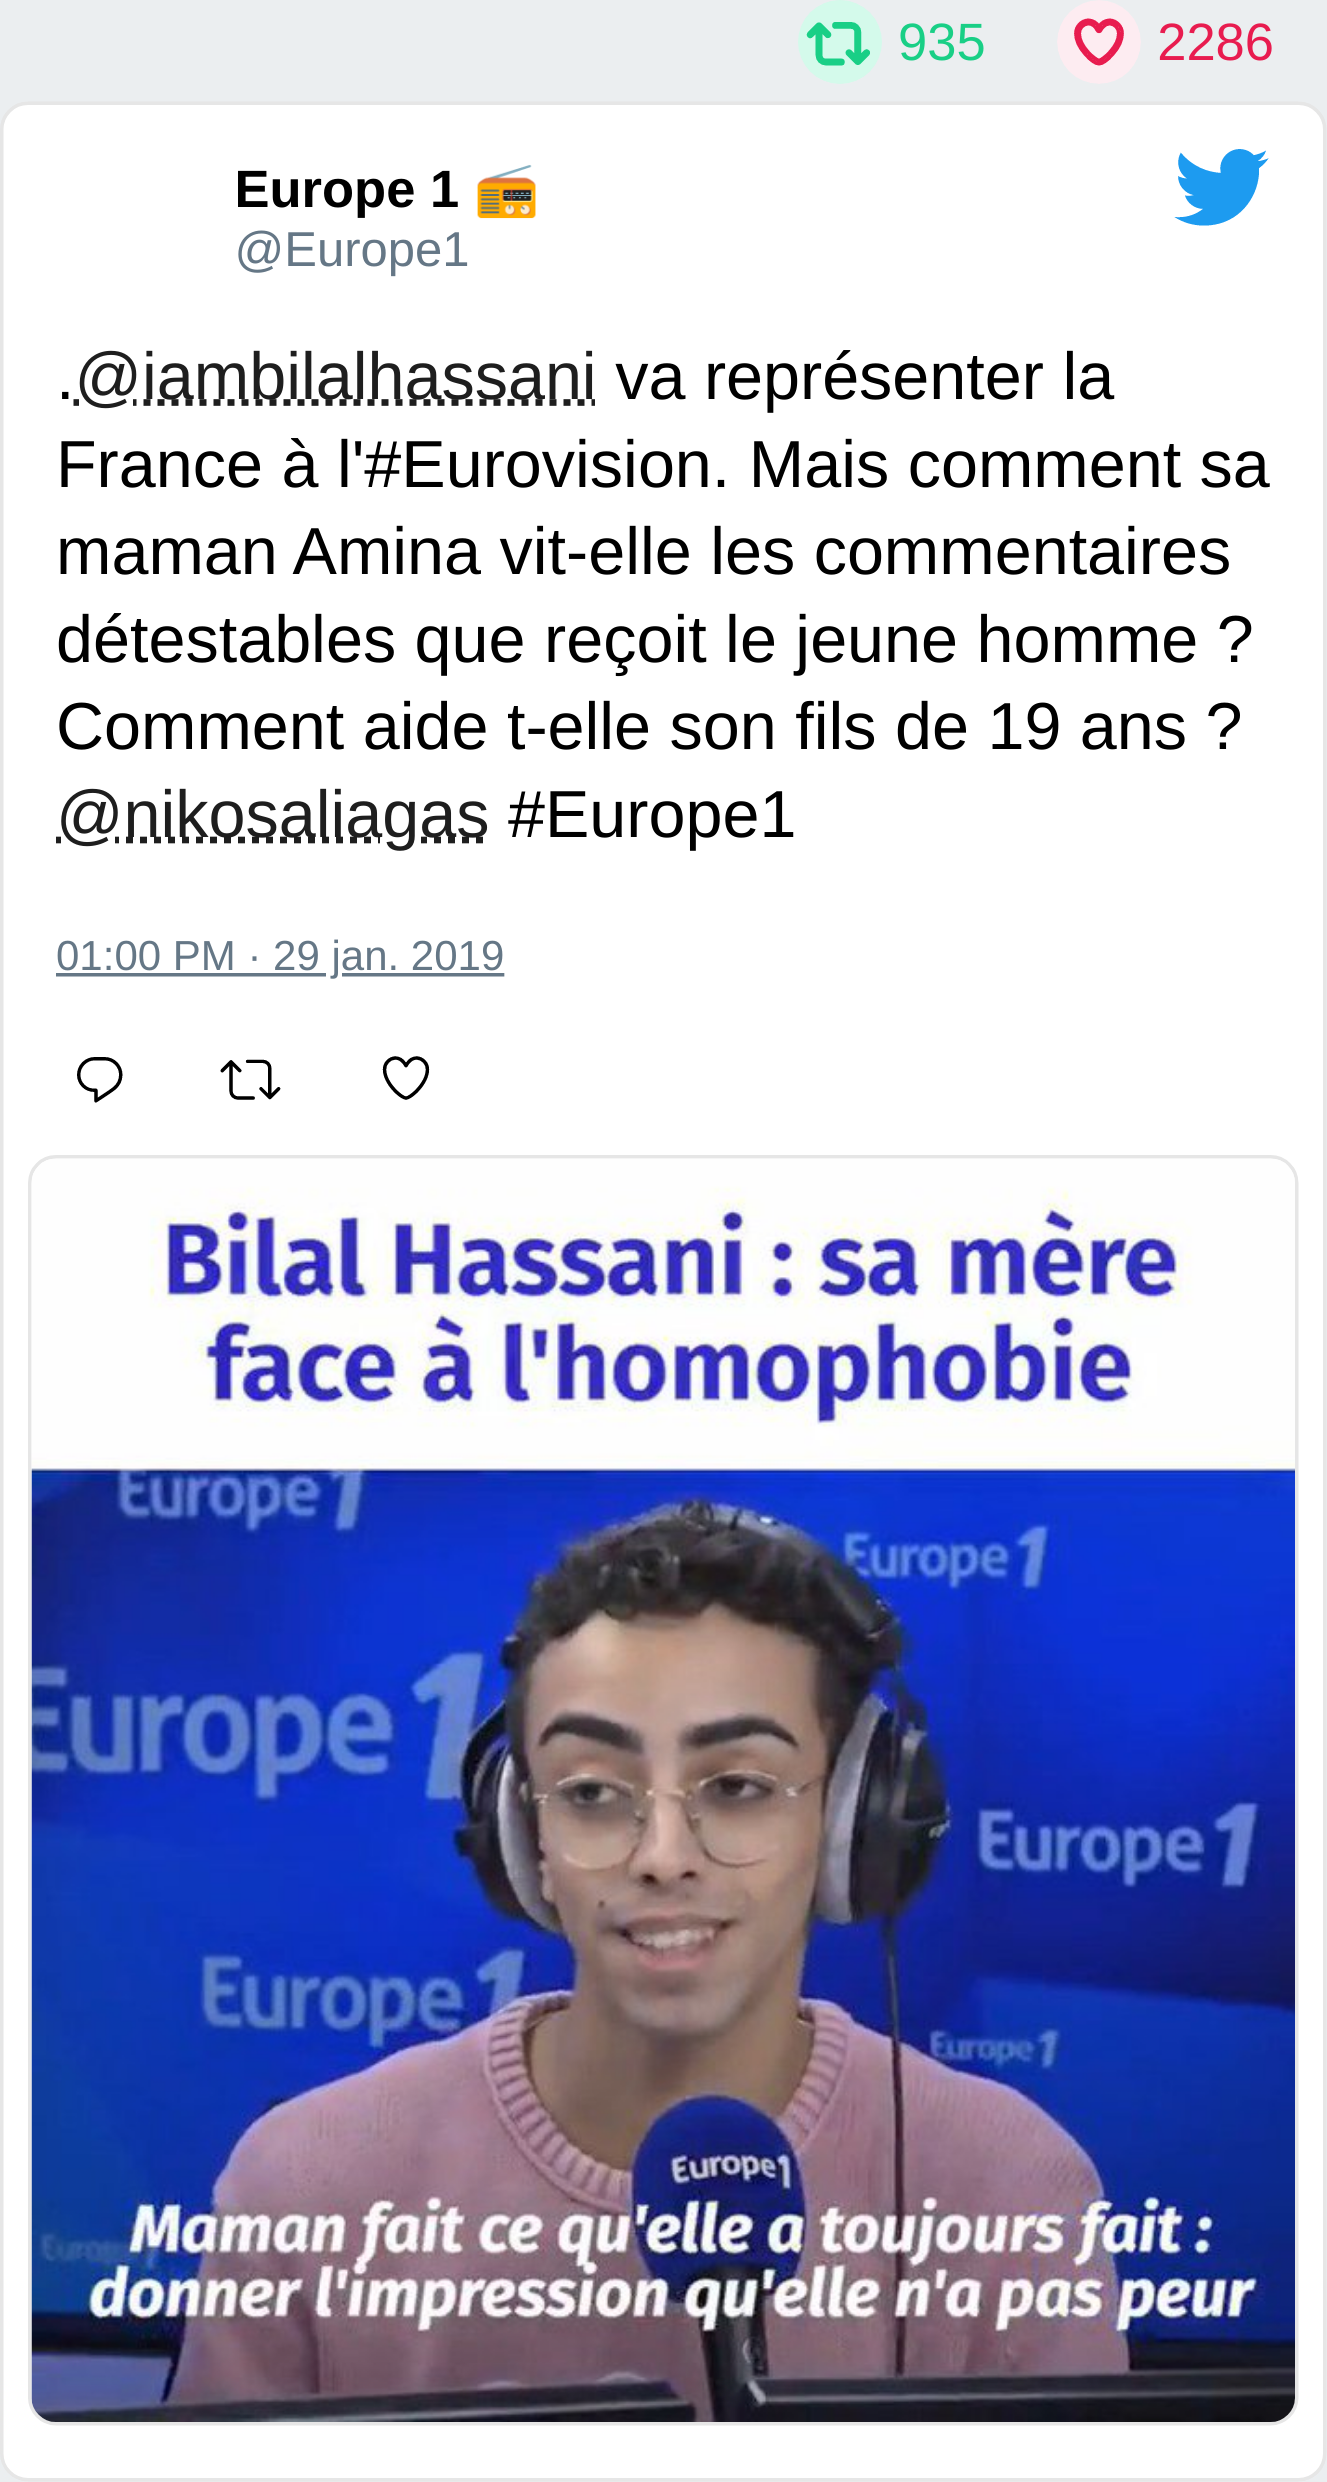 935 2286
Europe 1 📻
@Europe1
.@iambilalhassani va représenter la
France à l'#Eurovision. Mais comment sa
maman Amina vit-elle les commentaires
détestables que reçoit le jeune homme ?
Comment aide t-elle son fils de 19 ans ?
@nikosaliagas #Europe1
01:00 PM · 29 jan. 2019
Bilal Hassani : sa mère
face à l'homophobie
Europe 1
Europe 1
Europe 1
Europe 1
Europe 1
Europe 1
Europe1
Maman fait ce qu'elle a toujours fait :
donner l'impression qu'elle n'a pas peur